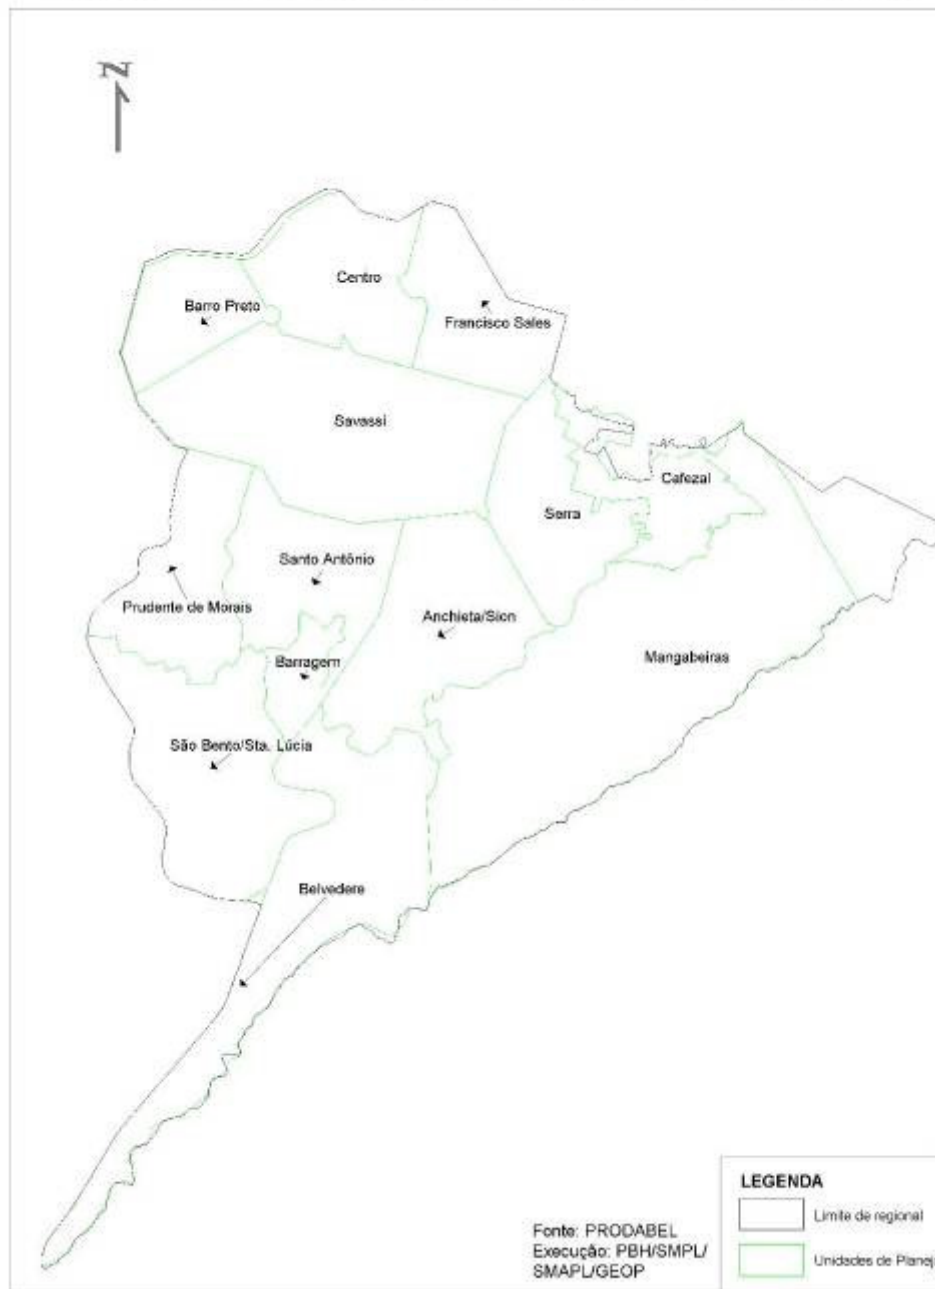 N
Centro
Barro Preto
Francisco Sales
Savassi
Cafezal
Serra
Santo Antônio
Prudente de Morais
Anchieta/Sion
Barragem
Mangabeiras
São Bento/Sta. Lúcia
Belvedere
LEGENDA
Limite de regional
Unidades de Planej
Fonte: PRODABEL
Execução: PBH/SMPL/
SMAPL/GEOP